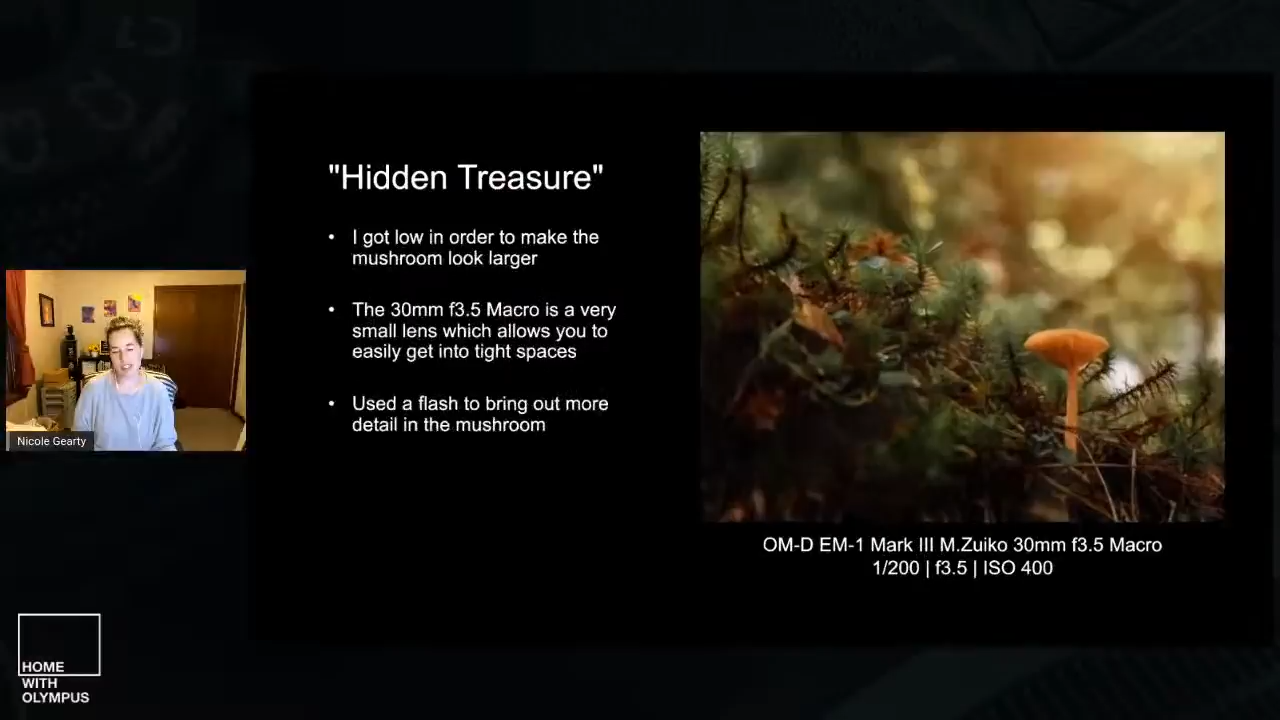 "Hidden Treasure"
• I got low in order to make the
mushroom look larger
• The 30mm f3.5 Macro is a very
small lens which allows you to
easily get into tight spaces
• Used a flash to bring out more
detail in the mushroom
OM-D EM-1 Mark III M.Zuiko 30mm f3.5 Macro
1/200 | f3.5 | ISO 400
Nicole Gearty
HOME
WITH
OLYMPUS